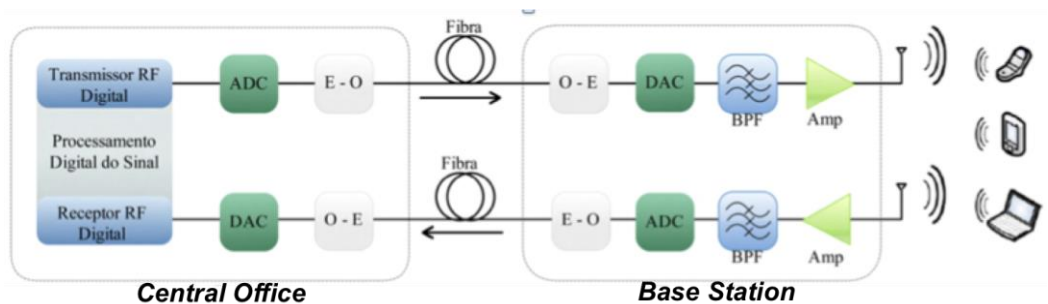 Fibra
Transmissor RF
Digital
ADC
E - O
O - E
DAC
BPF
Amp
Processamento
Digital do Sinal
Fibra
Receptor RF
Digital
DAC
O - E
E - O
ADC
BPF
Amp
Central Office
Base Station